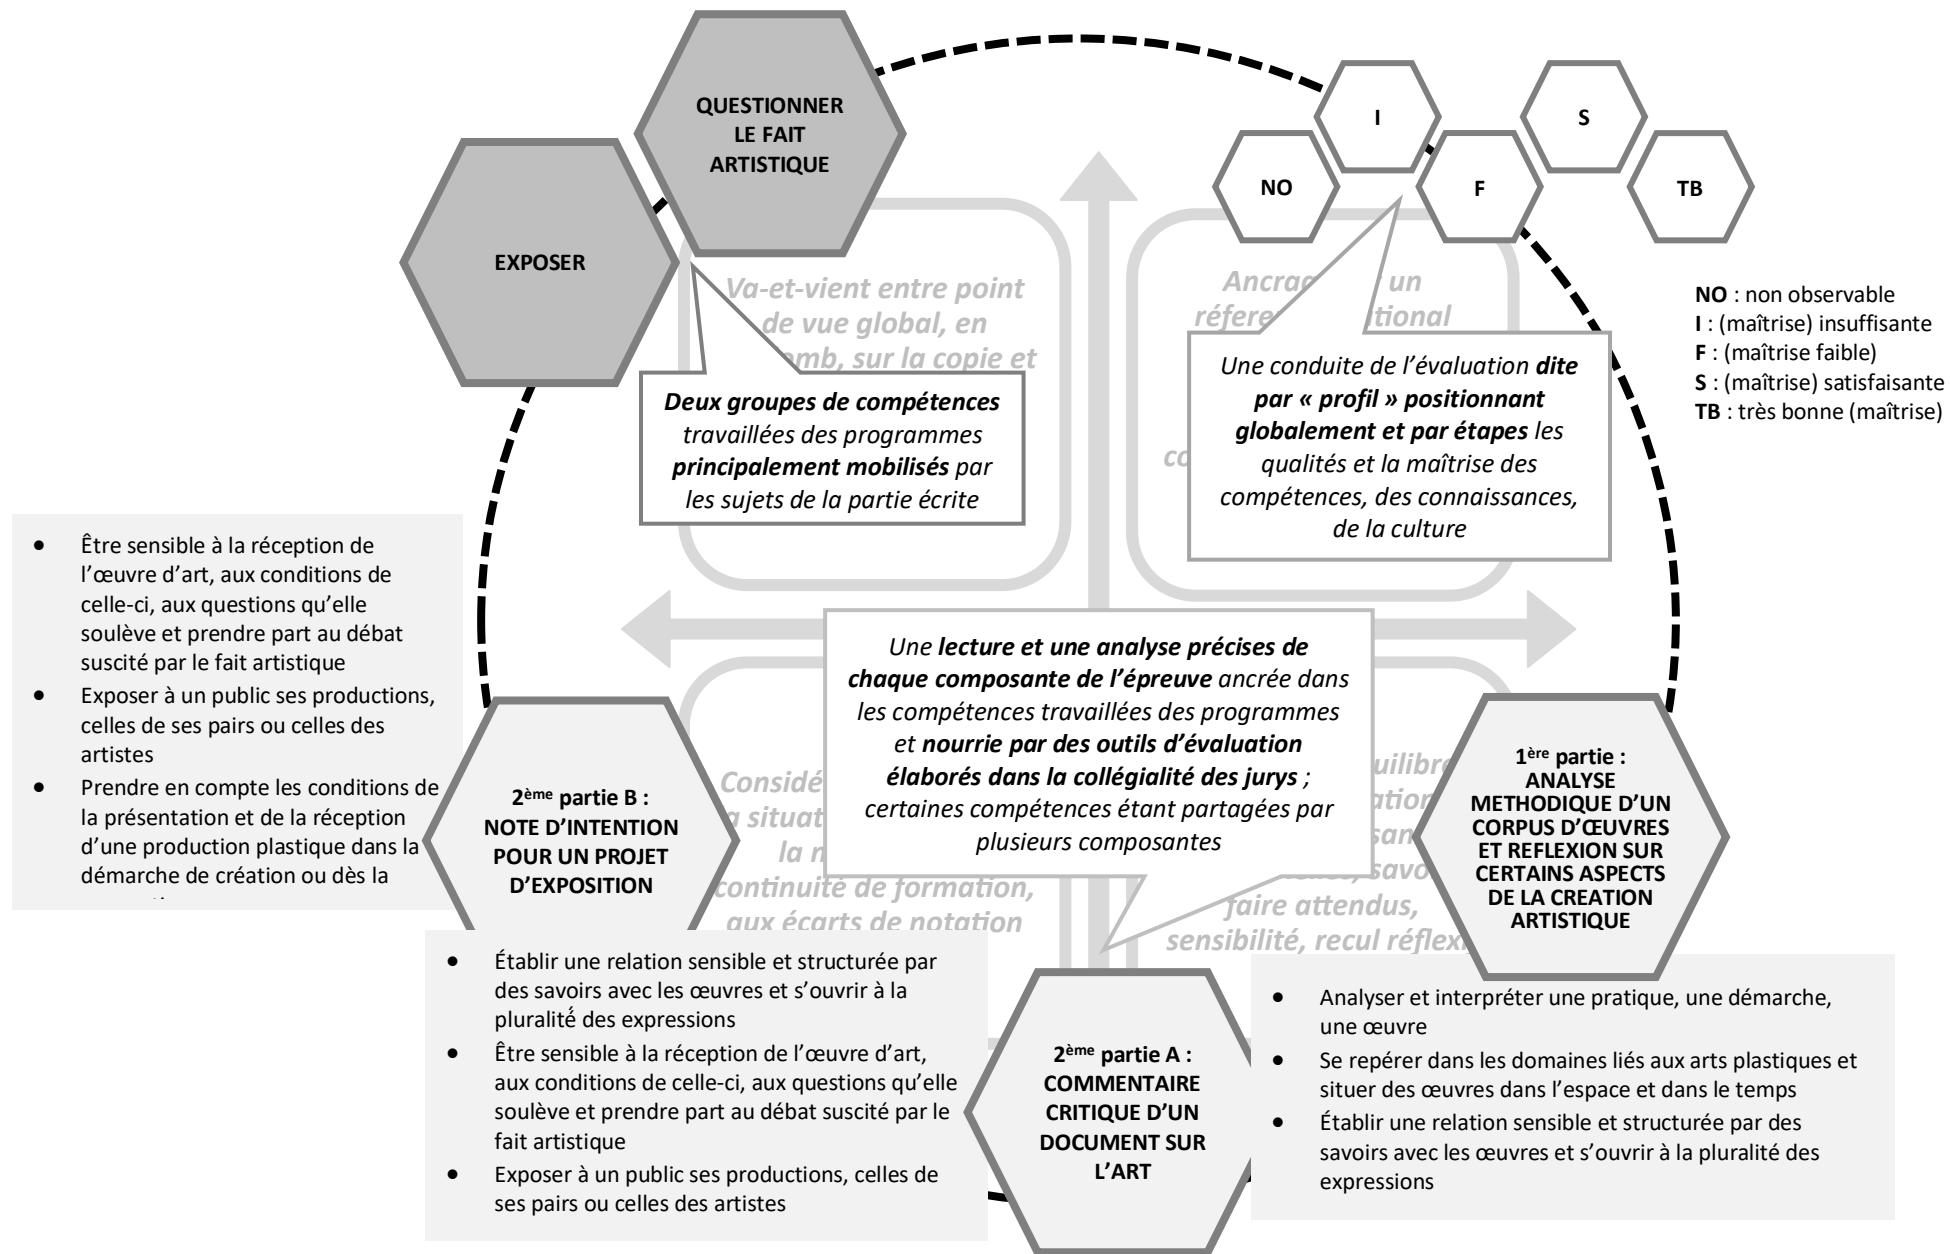 QUESTIONNER
LE FAIT
ARTISTIQUE
EXPOSER
I
S
NO
F
TB
NO : non observable
I : (maîtrise) insuffisante
F : (maîtrise faible)
S : (maîtrise) satisfaisante
TB : très bonne (maîtrise)
Va-et-vient entre point
de vue global, en
sur la copie et
un
Deux groupes de compétences
travaillées des programmes
principalement mobilisés par
les sujets de la partie écrite
Une conduite de l’évaluation dite
par « profil » positionnant
globalement et par étapes les
qualités et la maîtrise des
compétences, des connaissances,
de la culture
Être sensible à la réception de
l’œuvre d’art, aux conditions de
celle-ci, aux questions qu’elle
soulève et prendre part au débat
suscité par le fait artistique
Exposer à un public ses productions,
celles de ses pairs ou celles des
artistes
Prendre en compte les conditions de
la présentation et de la réception
d’une production plastique dans la
démarche de création ou dès la
Une lecture et une analyse précises de
chaque composante de l’épreuve ancrée dans
les compétences travaillées des programmes
et nourrie par des outils d’évaluation
élaborés dans la collégialité des jurys ;
certaines compétences étant partagées par
plusieurs composantes
2ème partie B :
NOTE D’INTENTION
POUR UN PROJET
D’EXPOSITION
la
continuité de formation,
aux écarts de notation
faire attendus,
sensibilité, recul
1ère partie :
ANALYSE
METHODIQUE D’UN
CORPUS D’ŒUVRES
ET REFLEXION SUR
CERTAINS ASPECTS
DE LA CREATION
ARTISTIQUE
Établir une relation sensible et structurée par
des savoirs avec les œuvres et s’ouvrir à la
pluralité des expressions
Être sensible à la réception de l’œuvre d’art,
aux conditions de celle-ci, aux questions qu’elle
soulève et prendre part au débat suscité par le
fait artistique
Exposer à un public ses productions, celles de
ses pairs ou celles des artistes
2ème partie A :
COMMENTAIRE
CRITIQUE D’UN
DOCUMENT SUR
L’ART
Analyser et interpréter une pratique, une démarche,
une œuvre
Se repérer dans les domaines liés aux arts plastiques et
situer des œuvres dans l’espace et dans le temps
Établir une relation sensible et structurée par des
savoirs avec les œuvres et s’ouvrir à la pluralité des
expressions